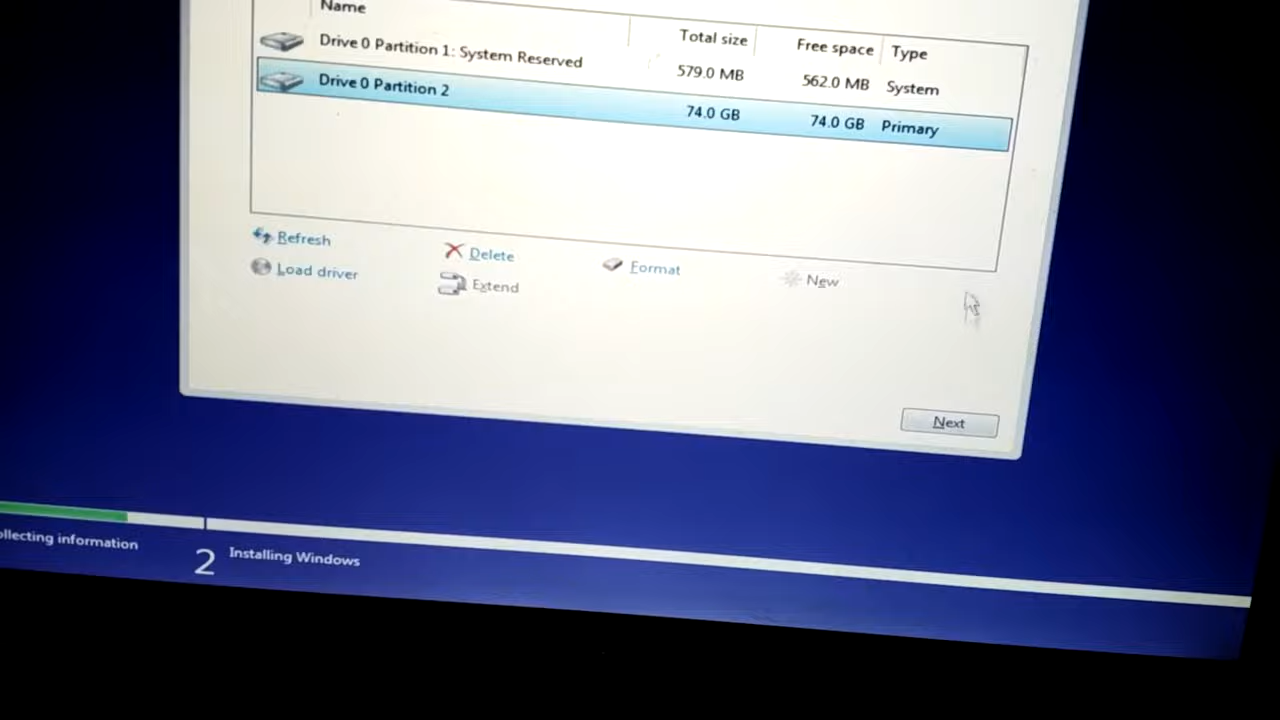 Name Total size Free space Type
Drive 0 Partition 1: System Reserved 579.0 MB 562.0 MB System
Drive 0 Partition 2 74.0 GB 74.0 GB Primary
Refresh Delete Format New
Load driver Extend
Next
ollecting information 2 Installing Windows